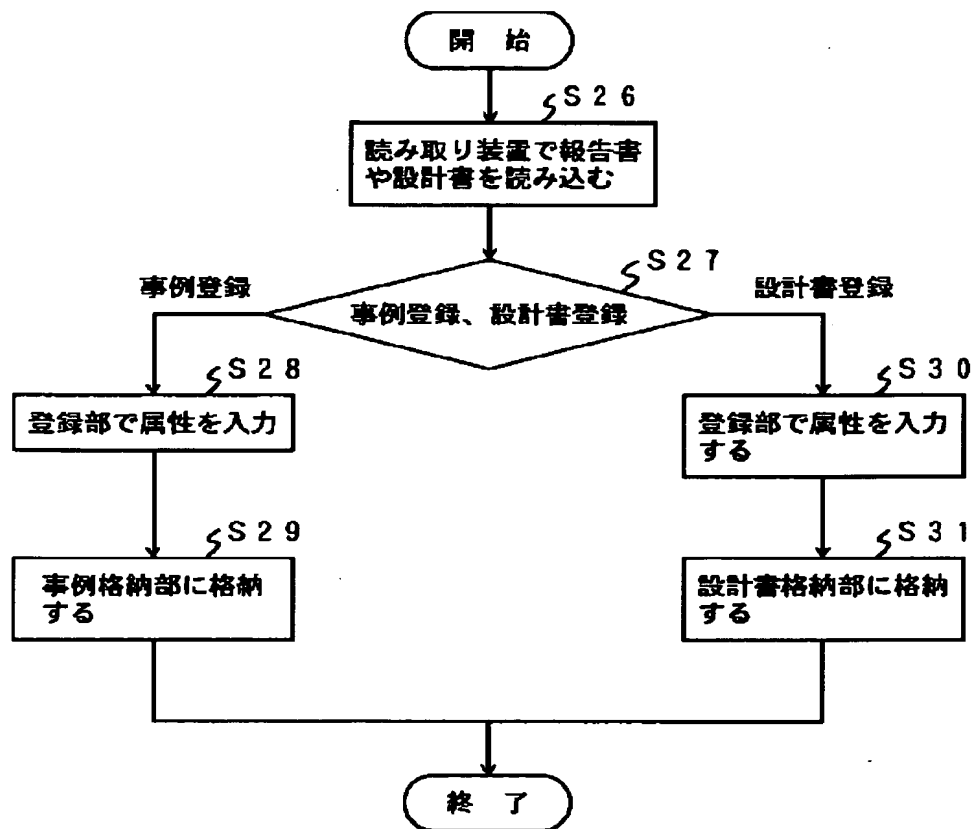 開　始
S26
読み取り装置で報告書
や設計書を読み込む
S27
事例登録
事例登録、設計書登録
設計書登録
S28
登録部で属性を入力
S30
登録部で属性を入力
する
S29
事例格納部に格納
する
S31
設計書格納部に格納
する
終　了